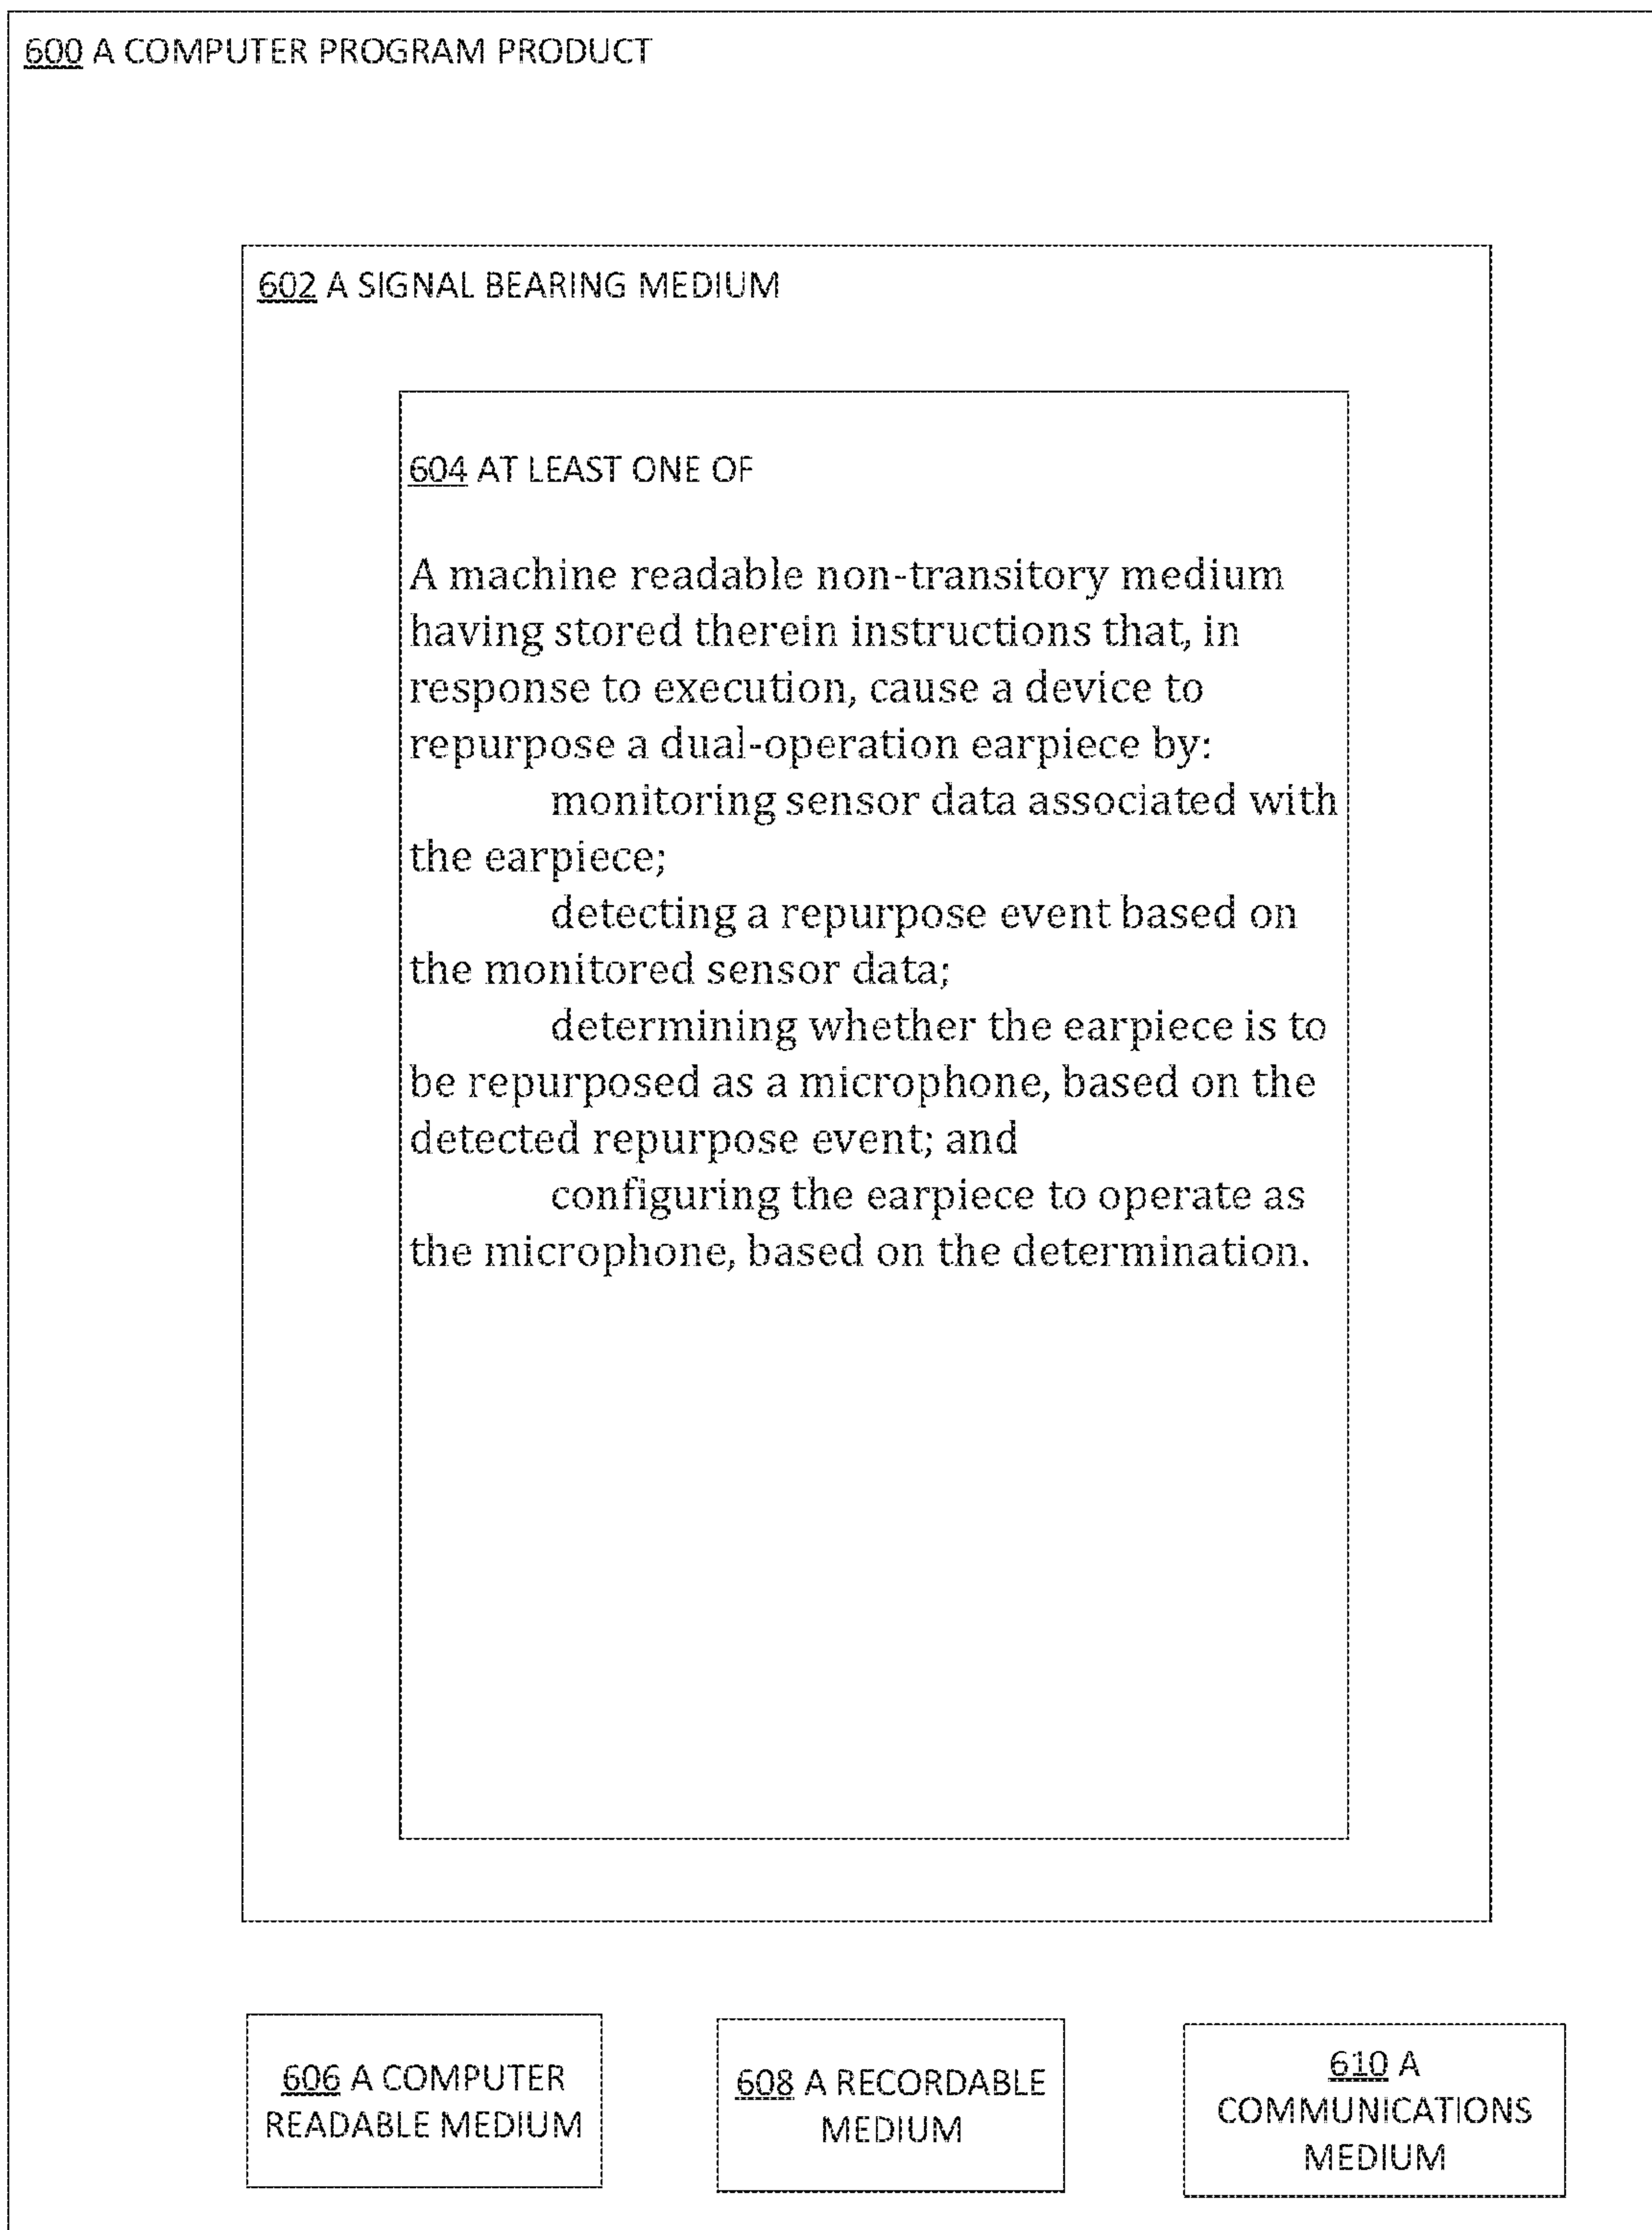 600 A COMPUTER PROGRAM PRODUCT
602 A SIGNAL BEARING MEDIUM
604 AT LEAST ONE OF
A machine readable non-transitory medium
having stored therein instructions that, in
response to execution, cause a device to
repurpose a dual-operation earpiece by:
monitoring sensor data associated with
the earpiece;
detecting a repurpose event based on
the monitored sensor data;
determining whether the earpiece is to
be repurposed as a microphone, based on the
detected repurpose event; and
configuring the earpiece to operate as
the microphone, based on the determination.
606 A COMPUTER
READABLE MEDIUM
608 A RECORDABLE
MEDIUM
610 A
COMMUNICATIONS
MEDIUM